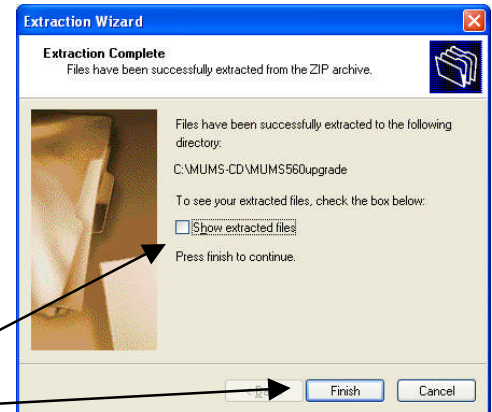 Extraction Wizard
Extraction Complete
Files have been successfully extracted from the ZIP archive.
Files have been successfully extracted to the following
directory:
C:\MUMS-CD\MUMS560upgrade
To see your extracted files, check the box below:
Show extracted files
Press finish to continue.
Finish Cancel